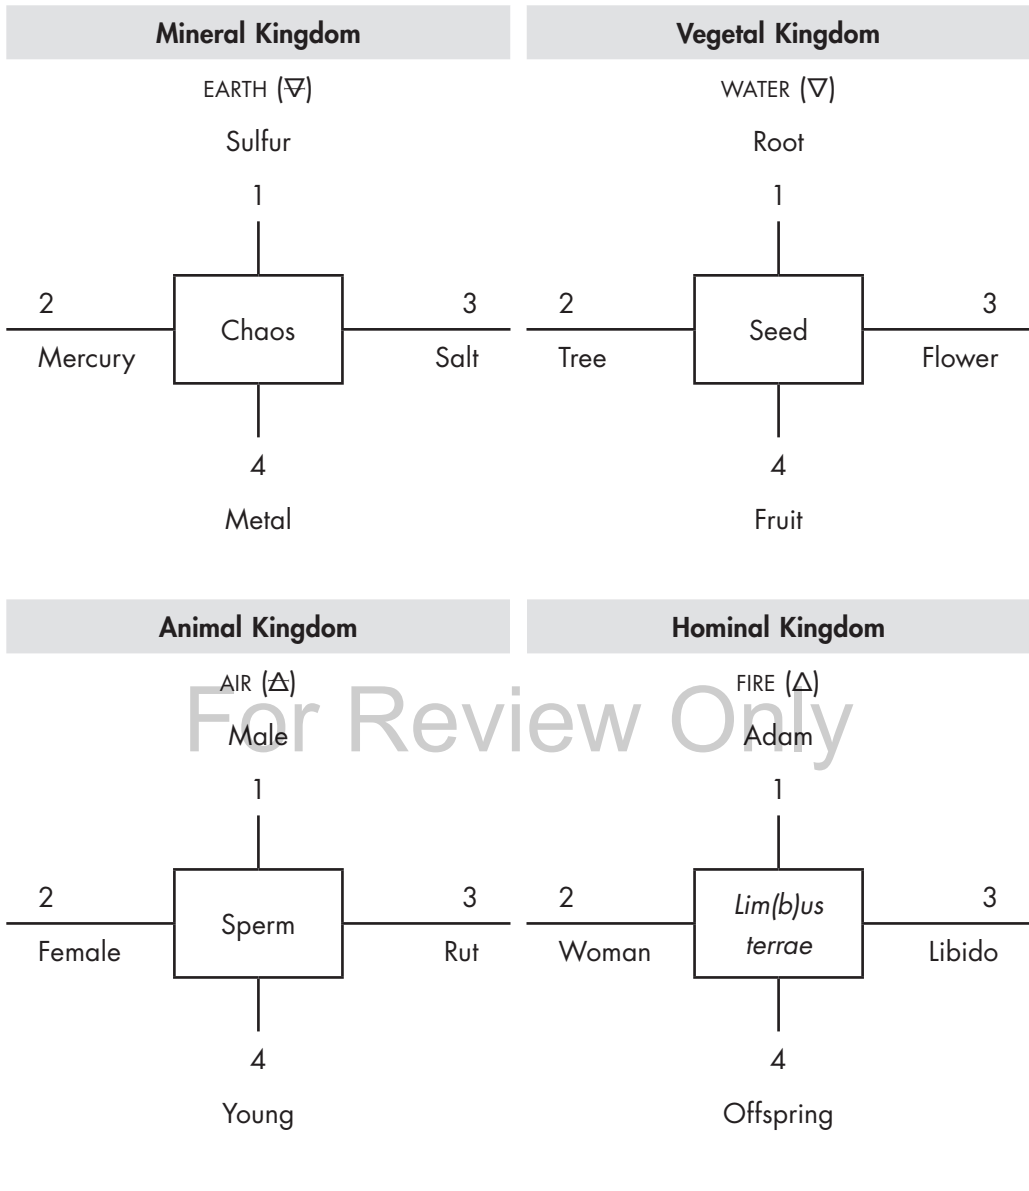 Mineral Kingdom
EARTH (🜃)
Sulfur
1
2
Mercury
Chaos
3
Salt
4
Metal
Vegetal Kingdom
WATER (▽)
Root
1
2
Tree
Seed
3
Flower
4
Fruit
Animal Kingdom
AIR (🜁)
Male
1
2
Female
Sperm
3
Rut
4
Young
Hominal Kingdom
FIRE (△)
Adam
1
2
Woman
Lim(b)us
terrae
3
Libido
4
Offspring
For Review Only